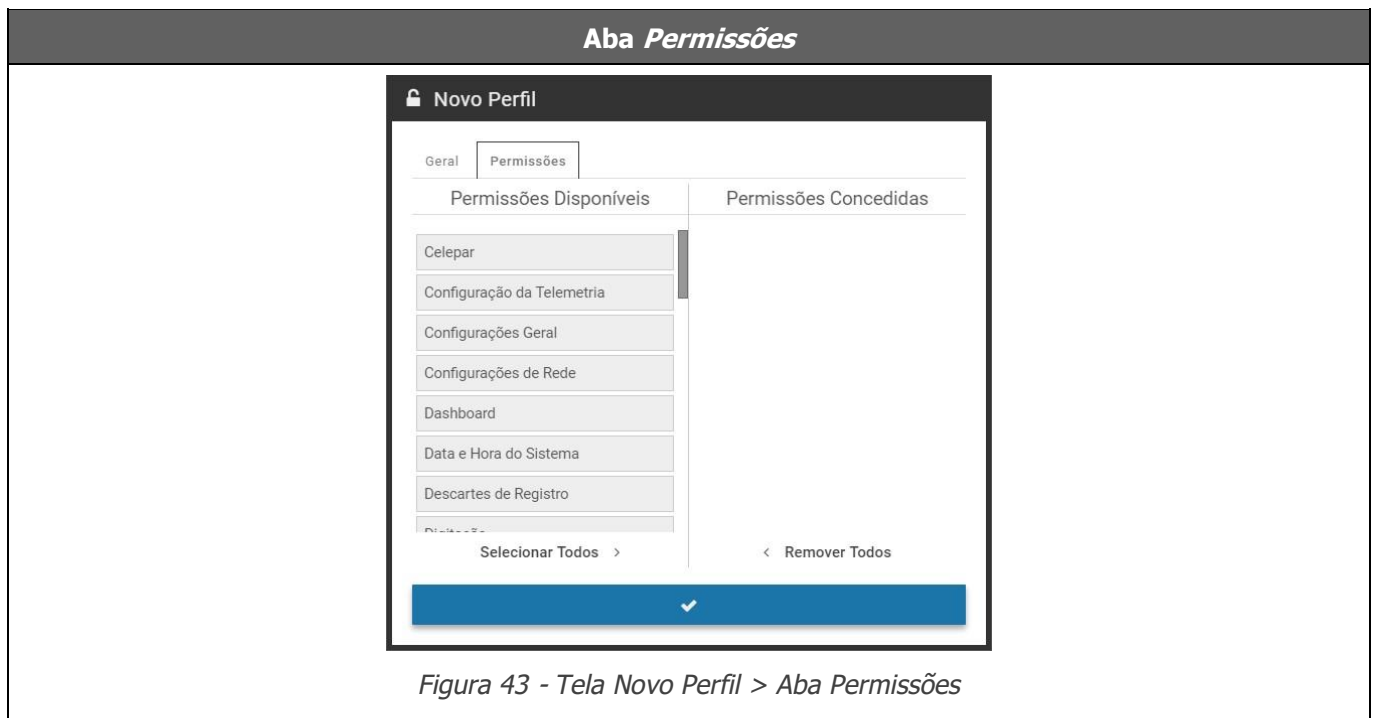 Aba Permissões
Novo Perfil
Geral Permissões
Permissões Disponíveis Permissões Concedidas
Celepar
Configuração da Telemetria
Configurações Geral
Configurações de Rede
Dashboard
Data e Hora do Sistema
Descartes de Registro
Selecionar Todos > < Remover Todos
Figura 43 - Tela Novo Perfil > Aba Permissões